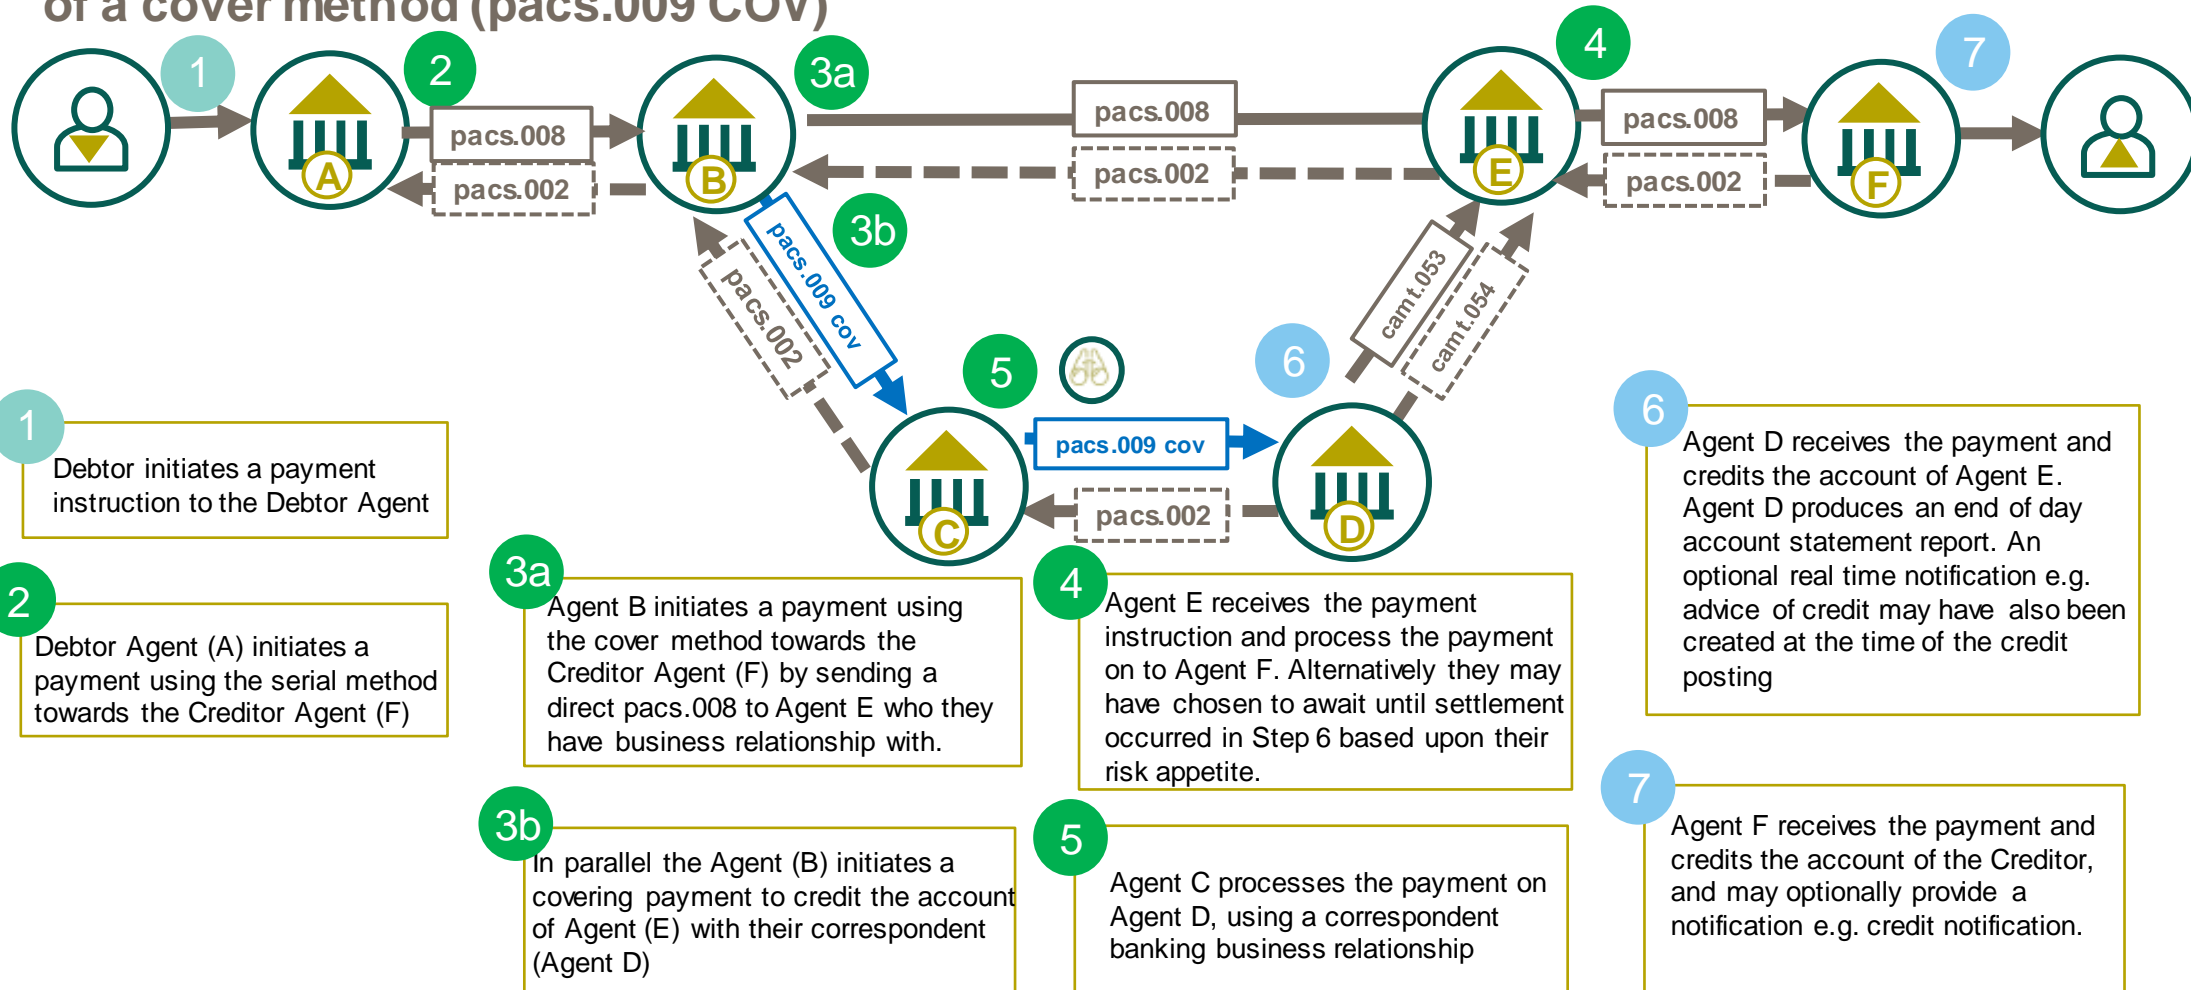 of a cover method (pacs.009 COV)
1
2
3a
4
7
pacs.008
pacs.002
pacs.008
pacs.002
pacs.008
pacs.002
A
B
E
F
3b
pacs.009 cov
pacs.002
camt.053
camt.054
5
6
pacs.009 cov
pacs.002
C
D
1
Debtor initiates a payment
instruction to the Debtor Agent
2
Debtor Agent (A) initiates a
payment using the serial method
towards the Creditor Agent (F)
3a
Agent B initiates a payment using
the cover method towards the
Creditor Agent (F) by sending a
direct pacs.008 to Agent E who they
have business relationship with.
3b
In parallel the Agent (B) initiates a
covering payment to credit the account
of Agent (E) with their correspondent
(Agent D)
4
Agent E receives the payment
instruction and process the payment
on to Agent F. Alternatively they may
have chosen to await until settlement
occurred in Step 6 based upon their
risk appetite.
5
Agent C processes the payment on
Agent D, using a correspondent
banking business relationship
6
Agent D receives the payment and
credits the account of Agent E.
Agent D produces an end of day
account statement report. An
optional real time notification e.g.
advice of credit may have also been
created at the time of the credit
posting
7
Agent F receives the payment and
credits the account of the Creditor,
and may optionally provide a
notification e.g. credit notification.